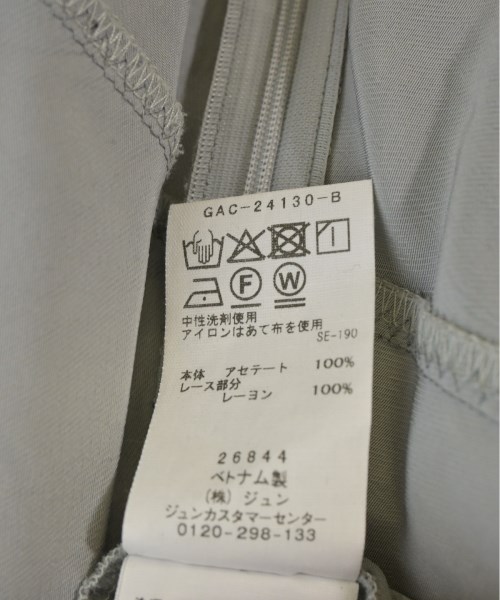 GAC-24130-B
F W
中性洗剤使用
アイロンはあて布を使用
SE-190
本体 アセテート 100%
レース部分
レーヨン 100%
26844
ベトナム製
(株)ジュン
ジュンカスタマーセンター
0120-298-133